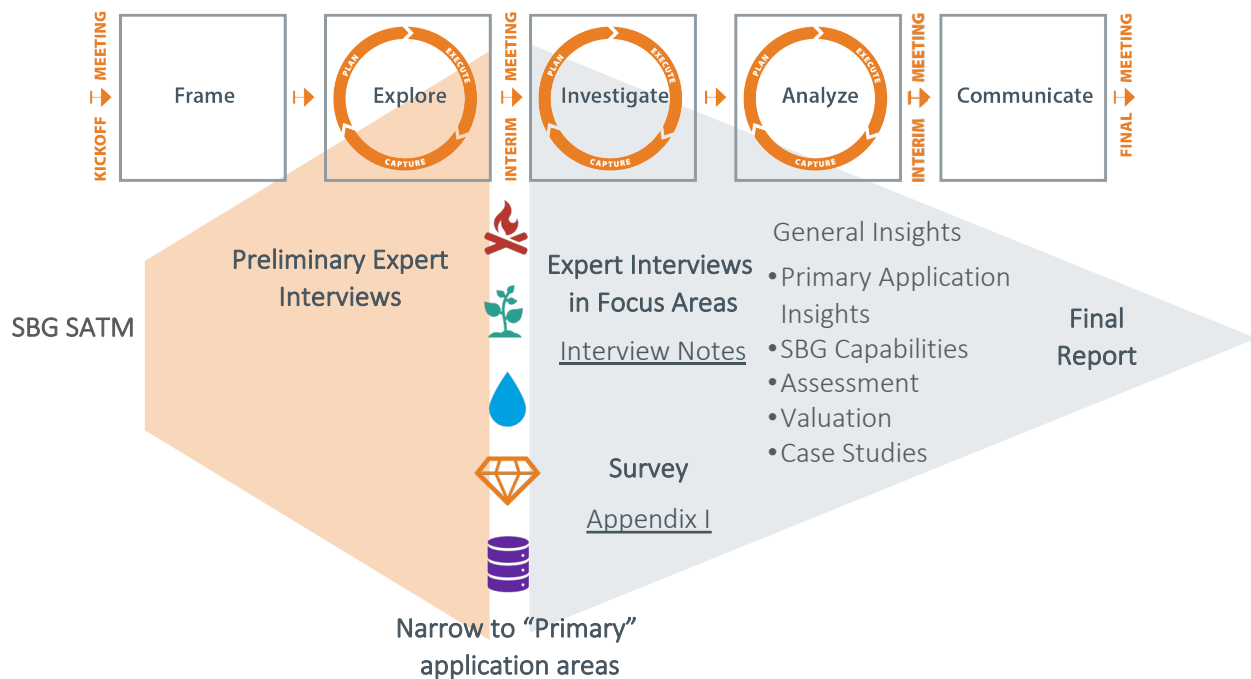 KICKOFF MEETING
Frame
PLAN
EXECUTE
CAPTURE
Explore
INTERIM MEETING
PLAN
EXECUTE
CAPTURE
Investigate
PLAN
EXECUTE
CAPTURE
Analyze
INTERIM MEETING
Communicate
FINAL MEETING
SBG SATM
Preliminary Expert
Interviews
Expert Interviews
in Focus Areas
Interview Notes
Survey
Appendix I
General Insights
•Primary Application
Insights
•SBG Capabilities
•Assessment
•Valuation
•Case Studies
Final
Report
Narrow to “Primary”
application areas